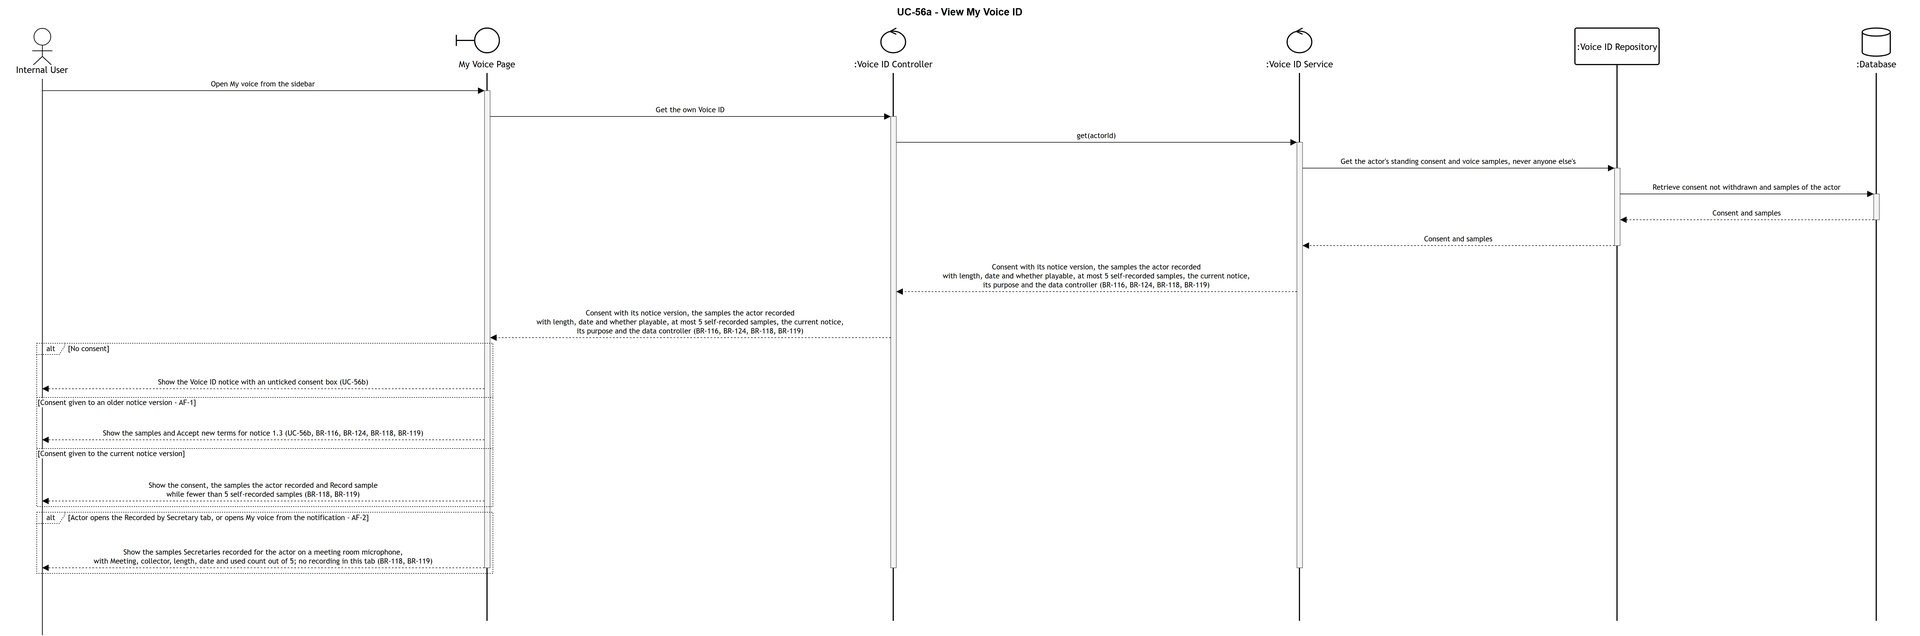 UC-56a - View My Voice ID
Internal User
My Voice Page
:Voice ID Controller
:Voice ID Service
:Voice ID Repository
:Database
Open My voice from the sidebar
Get the own Voice ID
get(actorId)
Get the actor's standing consent and voice samples, never anyone else's
Retrieve consent not withdrawn and samples of the actor
Consent and samples
Consent and samples
Consent with its notice version, the samples the actor recorded
with length, date and whether playable, at most 5 self-recorded samples, the current notice,
its purpose and the data controller (BR-116, BR-124, BR-118, BR-119)
Consent with its notice version, the samples the actor recorded
with length, date and whether playable, at most 5 self-recorded samples, the current notice,
its purpose and the data controller (BR-116, BR-124, BR-118, BR-119)
alt [No consent]
Show the Voice ID notice with an unticked consent box (UC-56b)
[Consent given to an older notice version - AF-1]
Show the samples and Accept new terms for notice 1.3 (UC-56b, BR-116, BR-124, BR-118, BR-119)
[Consent given to the current notice version]
Show the consent, the samples the actor recorded and Record sample
while fewer than 5 self-recorded samples (BR-118, BR-119)
alt [Actor opens the Recorded by Secretary tab, or opens My voice from the notification - AF-2]
Show the samples Secretaries recorded for the actor on a meeting room microphone,
with Meeting, collector, length, date and used count out of 5; no recording in this tab (BR-118, BR-119)